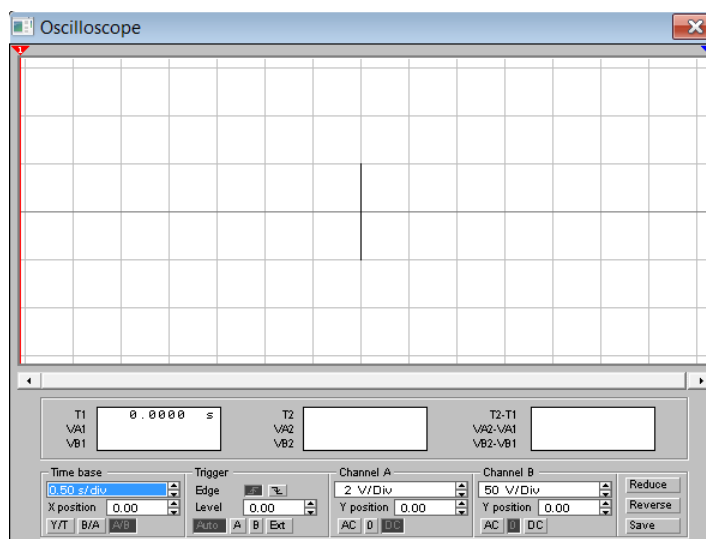 Oscilloscope
1
T1 0.0000 s T2 T2-T1
VA1 VA2 VA2-VA1
VB1 VB2 VB2-VB1
Time base Trigger Channel A Channel B
0.50 s/div Edge 2 V/Div 50 V/Div Reduce
X position 0.00 Level 0.00 Y position 0.00 Y position 0.00 Reverse
Y/T B/A A/B Auto A B Ext AC 0 DC AC 0 DC Save